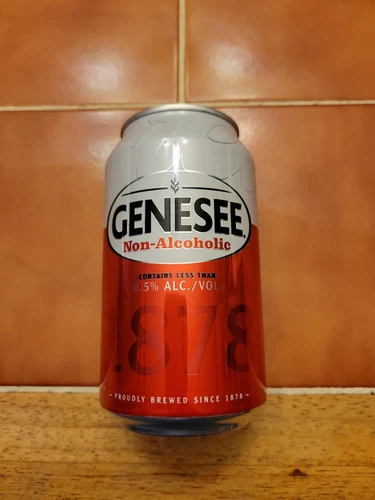 GENESEE
Non-Alcoholic
CONTAINS LESS THAN
0.5% ALC./VOL.
1878
- PROUDLY BREWED SINCE 1878 -